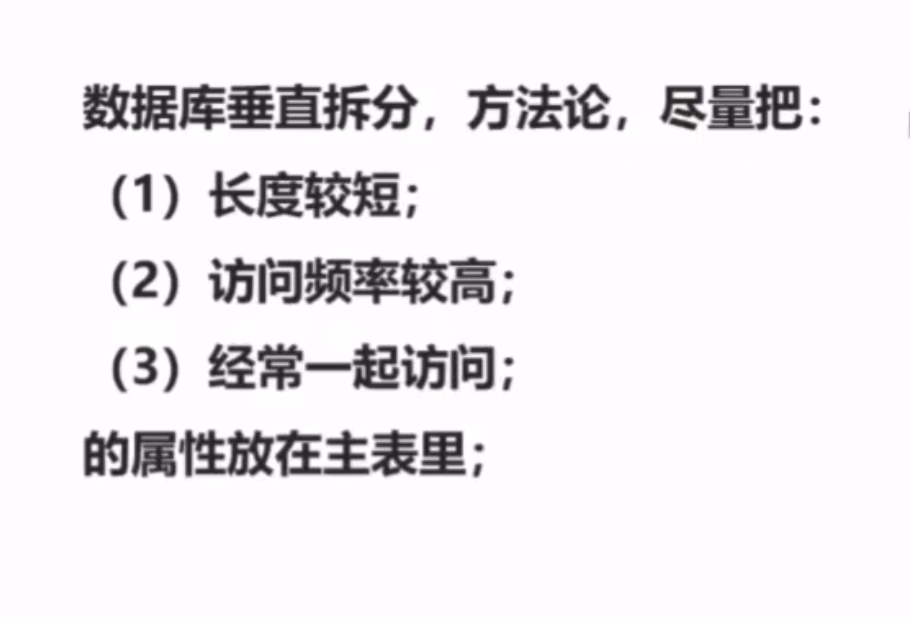 数据库垂直拆分，方法论，尽量把：
（1）长度较短；
（2）访问频率较高；
（3）经常一起访问；
的属性放在主表里；